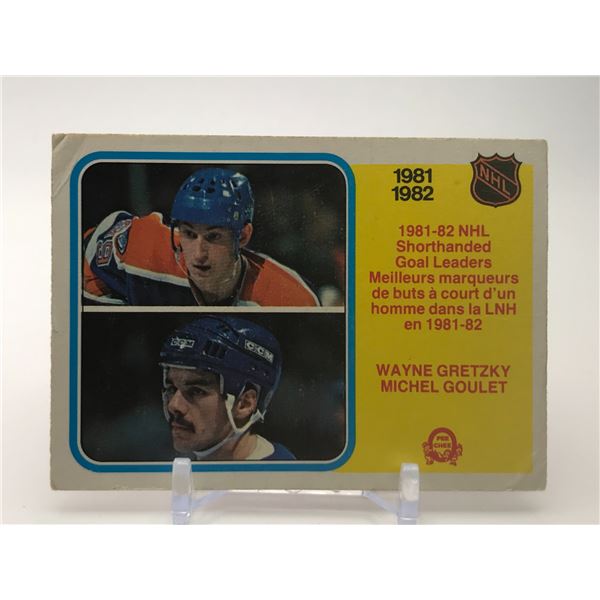 1981
1982
NHL
1981-82 NHL
Shorthanded
Goal Leaders
Meilleurs marqueurs
de buts à court d'un
homme dans la LNH
en 1981-82
WAYNE GRETZKY
MICHEL GOULET
CCM
CCM